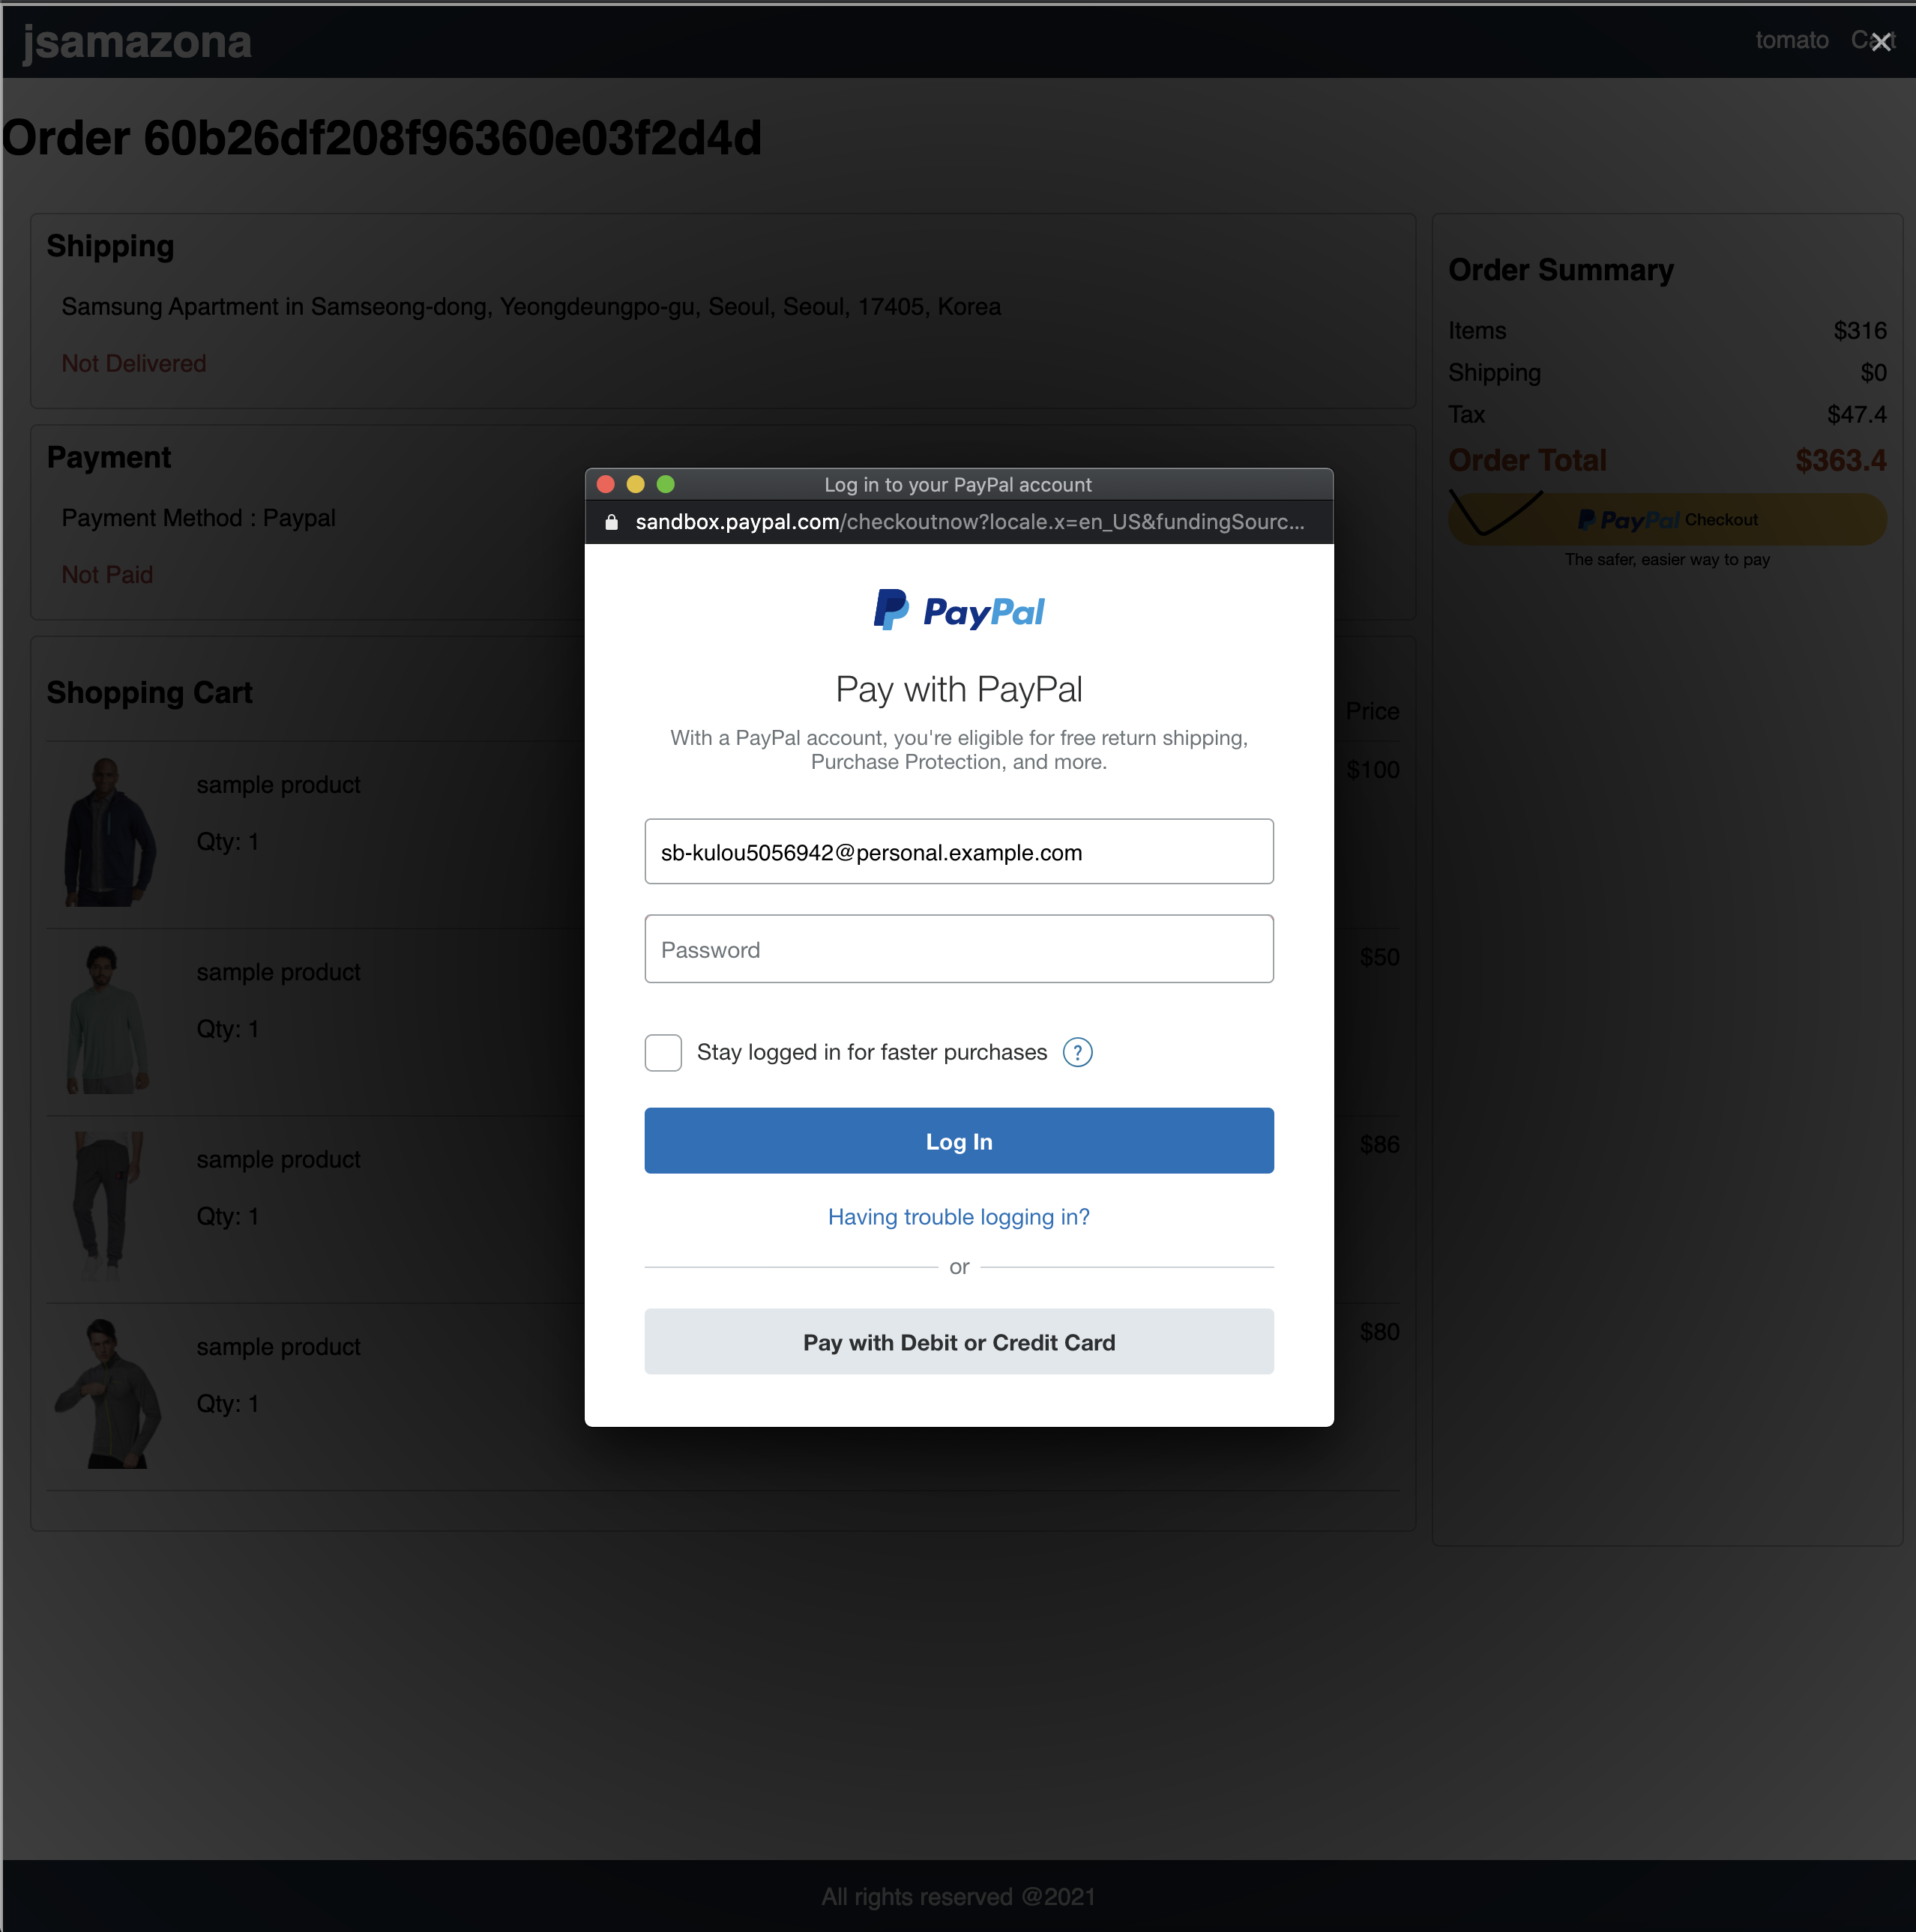 jsamazona
tomato Cart
Order 60b26df208f96360e03f2d4d
Shipping
Samsung Apartment in Samseong-dong, Yeongdeungpo-gu, Seoul, Seoul, 17405, Korea
Not Delivered
Payment
Payment Method : Paypal
Not Paid
Shopping Cart
Price
sample product
Qty: 1
$100
sample product
Qty: 1
$50
sample product
Qty: 1
$86
sample product
Qty: 1
$80
Order Summary
Items $316
Shipping $0
Tax $47.4
Order Total $363.4
PayPal Checkout
The safer, easier way to pay
Log in to your PayPal account
sandbox.paypal.com/checkoutnow?locale.x=en_US&fundingSourc...
PayPal
Pay with PayPal
With a PayPal account, you're eligible for free return shipping,
Purchase Protection, and more.
sb-kulou5056942@personal.example.com
Password
Stay logged in for faster purchases ?
Log In
Having trouble logging in?
or
Pay with Debit or Credit Card
All rights reserved @2021